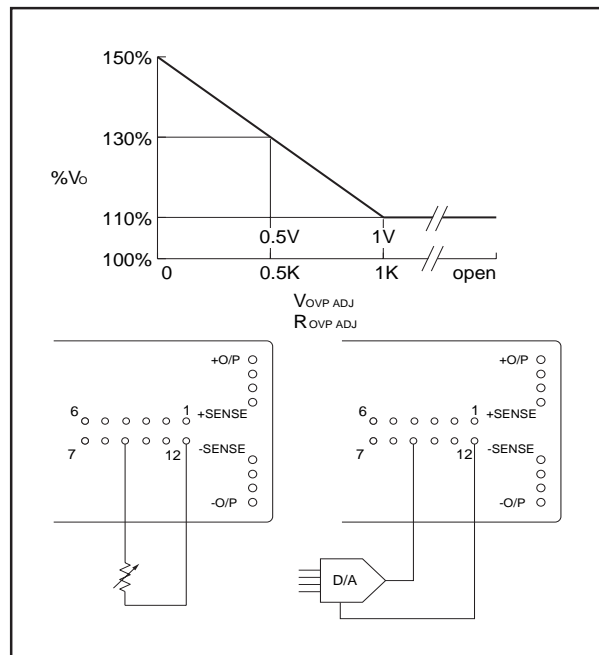 150%
130%
%VO
110%
0.5V 1V
100%
0 0.5K 1K open
VOVP ADJ
ROVP ADJ
+O/P
6 1 +SENSE
7 12 -SENSE
-O/P
+O/P
6 1 +SENSE
7 12 -SENSE
-O/P
D/A